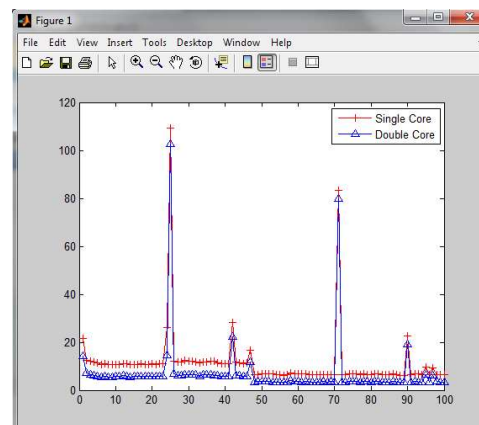 Figure 1
File Edit View Insert Tools Desktop Window Help
120
100
80
60
40
20
0
0 10 20 30 40 50 60 70 80 90 100
Single Core
Double Core